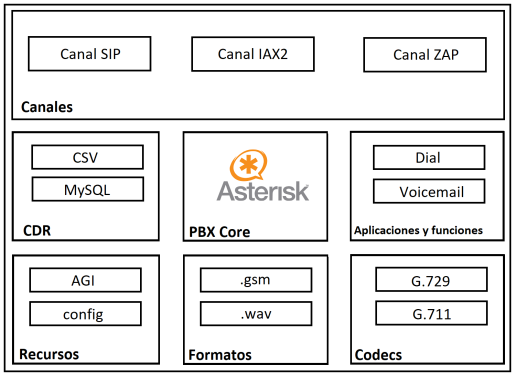 Canal SIP
Canal IAX2
Canal ZAP
Canales
CSV
MySQL
CDR
Asterisk
PBX Core
Dial
Voicemail
Aplicaciones y funciones
AGI
config
Recursos
.gsm
.wav
Formatos
G.729
G.711
Codecs